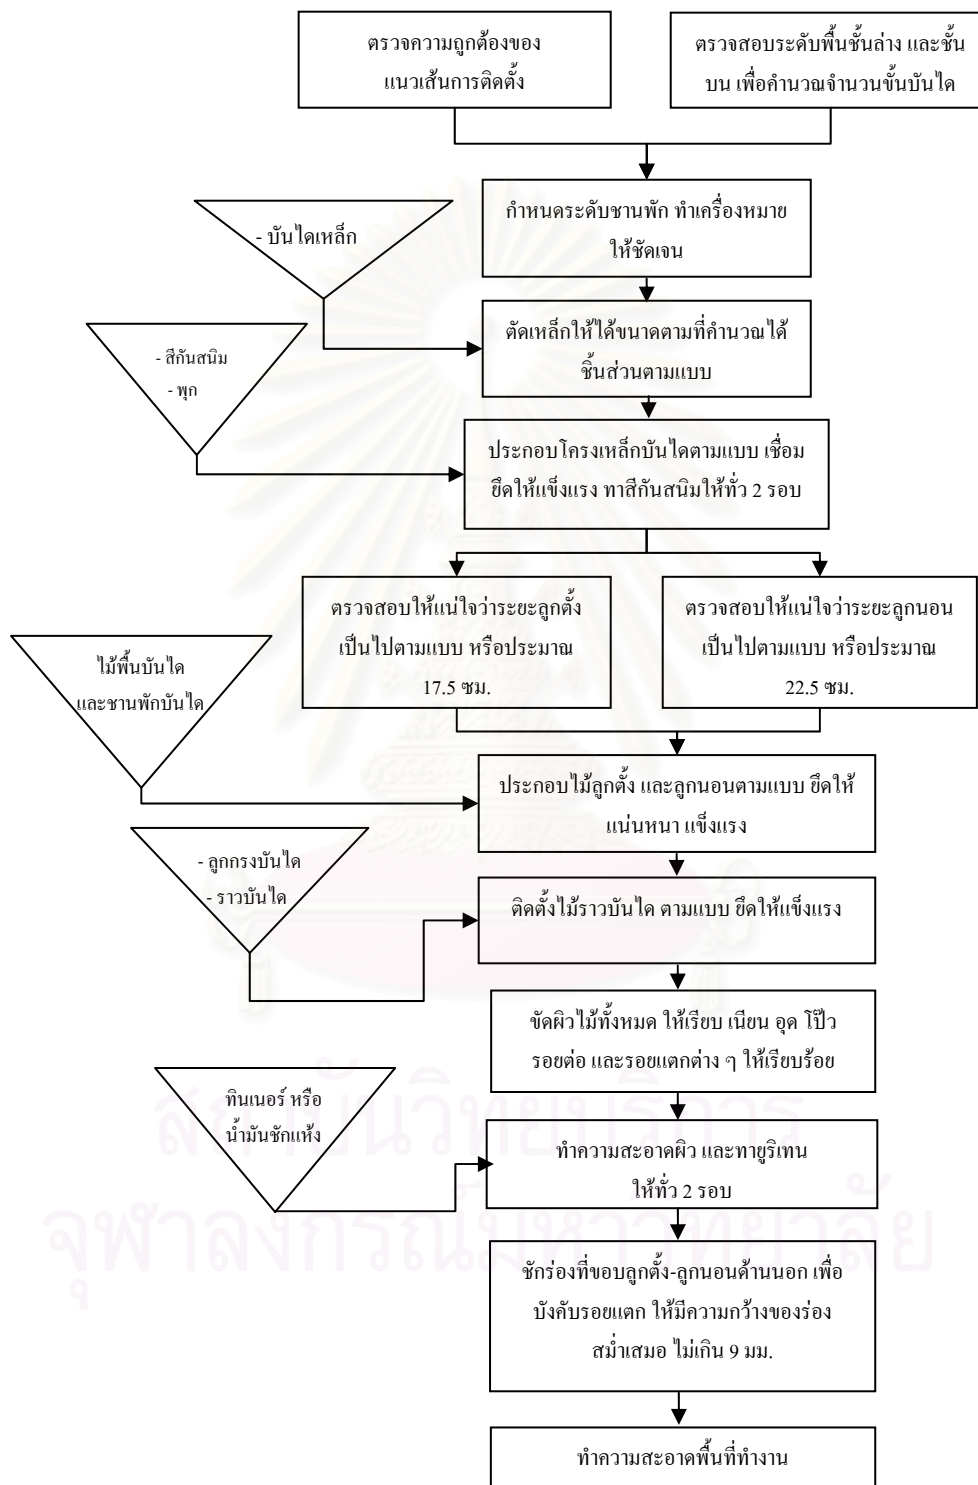 ตรวจความถูกต้องของ
แนวเส้นการติดตั้ง
ตรวจสอบระดับพื้นชั้นล่าง และชั้น
บน เพื่อคำนวณจำนวนขั้นบันได
กำหนดระดับชานพัก ทำเครื่องหมาย
ให้ชัดเจน
- บันไดเหล็ก
ตัดเหล็กให้ได้ขนาดตามที่คำนวณได้
ชิ้นส่วนตามแบบ
- สีกันสนิม
- พุก
ประกอบโครงเหล็กบันไดตามแบบ เชื่อม
ยึดให้แข็งแรง ทาสีกันสนิมให้ทั่ว 2 รอบ
ตรวจสอบให้แน่ใจว่าระยะลูกตั้ง
เป็นไปตามแบบ หรือประมาณ
17.5 ซม.
ตรวจสอบให้แน่ใจว่าระยะลูกนอน
เป็นไปตามแบบ หรือประมาณ
22.5 ซม.
ไม้พื้นบันได
และชานพักบันได
ประกอบไม้ลูกตั้ง และลูกนอนตามแบบ ยึดให้
แน่นหนา แข็งแรง
- ลูกกรงบันได
- ราวบันได
ติดตั้งไม้ราวบันได ตามแบบ ยึดให้แข็งแรง
ขัดผิวไม้ทั้งหมด ให้เรียบ เนียน อุด โป๊ว
รอยต่อ และรอยแตกต่าง ๆ ให้เรียบร้อย
ทินเนอร์ หรือ
น้ำมันชักแห้ง
ทำความสะอาดผิว และทายูริเทน
ให้ทั่ว 2 รอบ
ชักร่องที่ขอบลูกตั้ง-ลูกนอนด้านนอก เพื่อ
บังคับรอยแตก ให้มีความกว้างของร่อง
สม่ำเสมอ ไม่เกิน 9 มม.
ทำความสะอาดพื้นที่ทำงาน
สถาบันวิทยบริการ
จุฬาลงกรณ์มหาวิทยาลัย